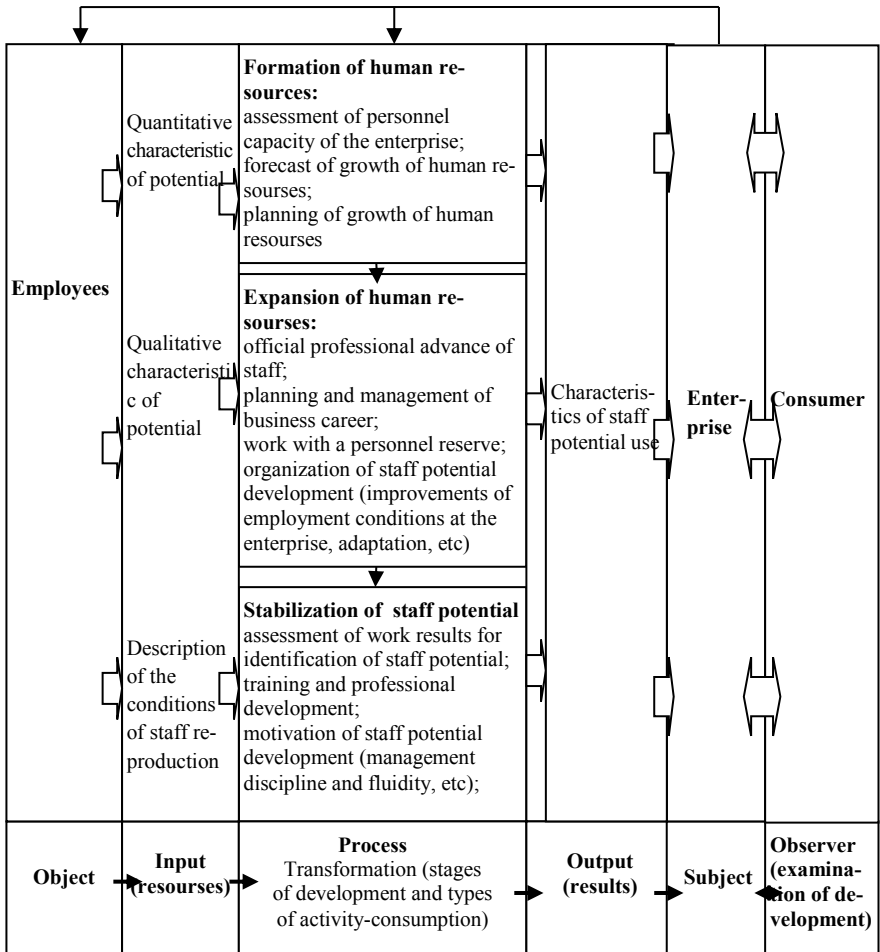 Employees
Quantitative
characteristic
of potential
Qualitative
characteristi
c of
potential
Description
of the
conditions
of staff re-
production
Formation of human re-
sources:
assessment of personnel
capacity of the enterprise;
forecast of growth of human re-
sourses;
planning of growth of human
resourses
Expansion of human re-
sourses:
official professional advance of
staff;
planning and management of
business career;
work with a personnel reserve;
organization of staff potential
development (improvements of
employment conditions at the
enterprise, adaptation, etc)
Stabilization of staff potential
assessment of work results for
identification of staff potential;
training and professional
development;
motivation of staff potential
development (management
discipline and fluidity, etc);
Characteris-
tics of staff
potential use
Enter-
prise
Consumer
Object
Input
(resourses)
Process
Transformation (stages
of development and types
of activity-consumption)
Output
(results)
Subject
Observer
(examina-
tion of de-
velopment)